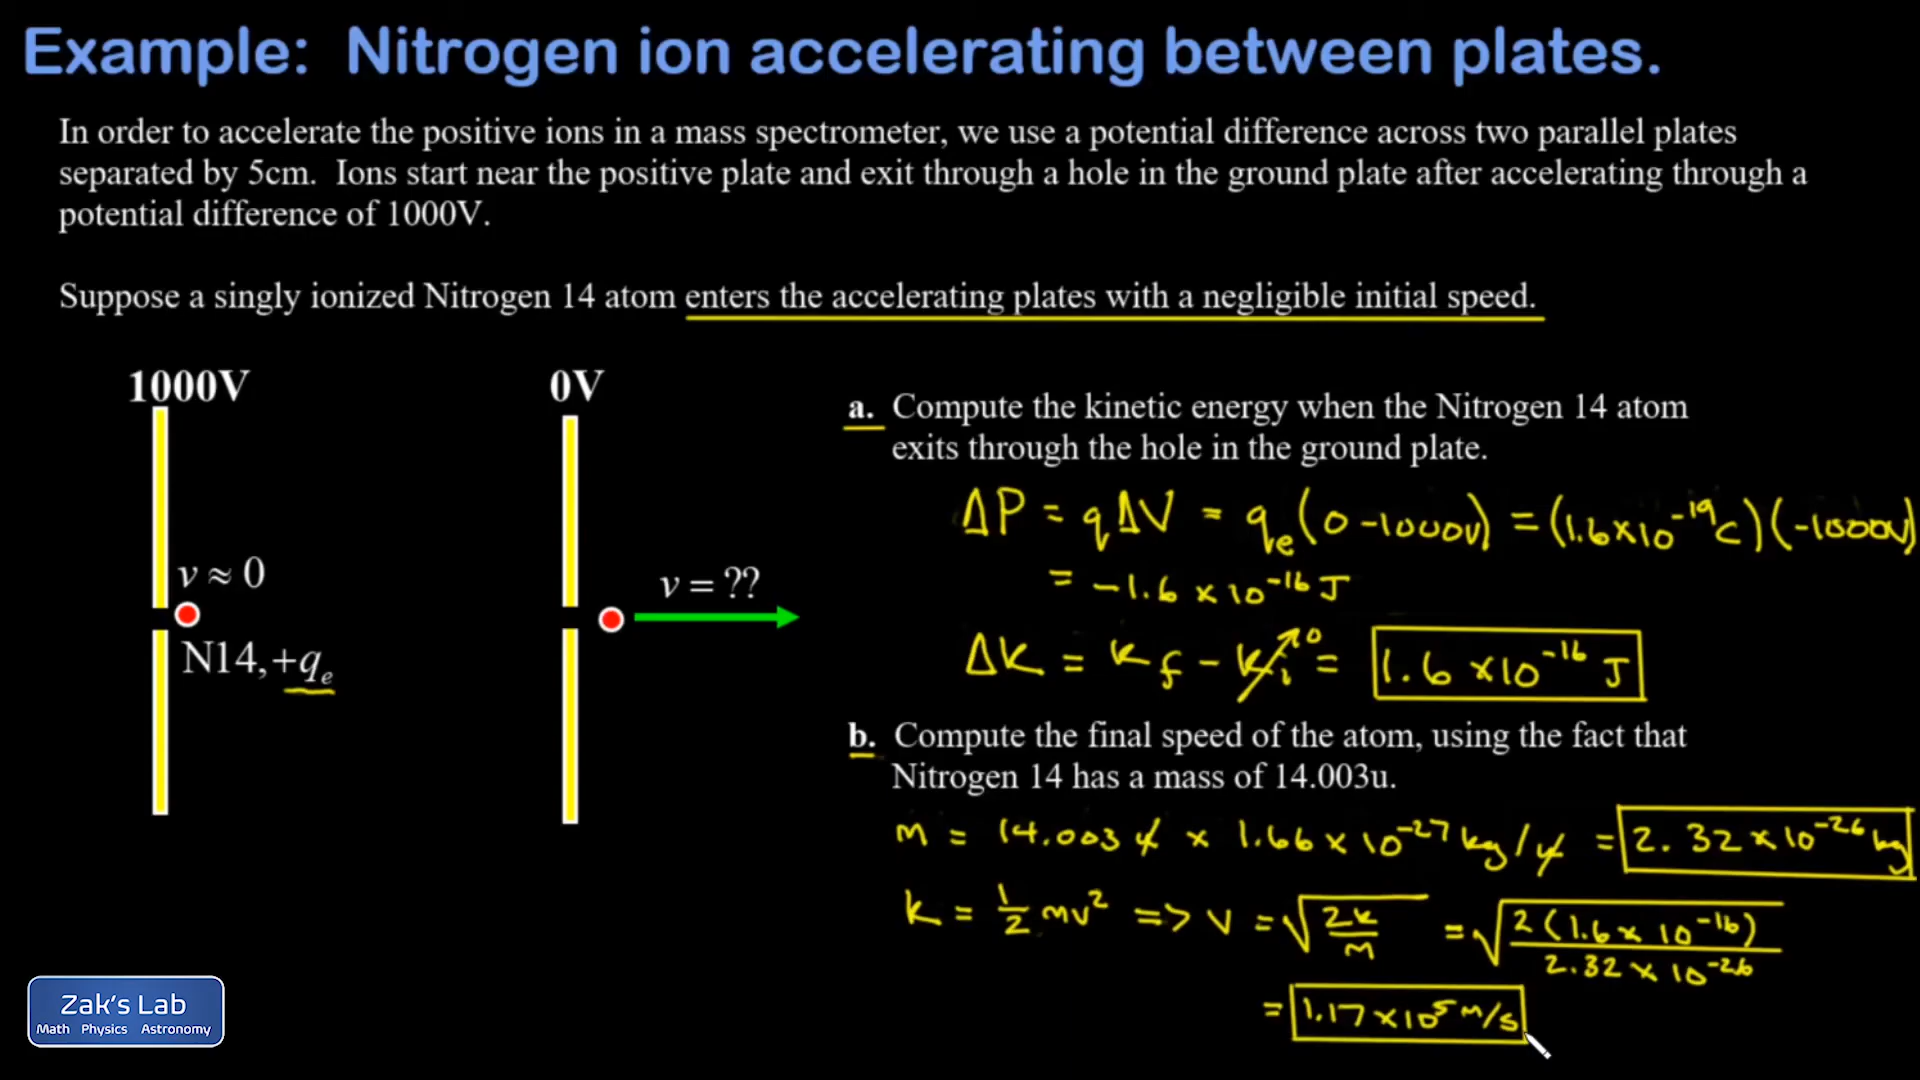 Example: Nitrogen ion accelerating between plates.
In order to accelerate the positive ions in a mass spectrometer, we use a potential difference across two parallel plates
separated by 5cm. Ions start near the positive plate and exit through a hole in the ground plate after accelerating through a
potential difference of 1000V.
Suppose a singly ionized Nitrogen 14 atom enters the accelerating plates with a negligible initial speed.
1000V
0V
v ≈ 0
v = ??
N14, +qₑ
a. Compute the kinetic energy when the Nitrogen 14 atom
exits through the hole in the ground plate.
ΔP = qΔV = qₑ(0 - 1000V) = (1.6 × 10⁻¹⁹C)(-1000V)
= -1.6 × 10⁻¹⁶ J
ΔK = K_f - K_i⁰ = 1.6 × 10⁻¹⁶ J
b. Compute the final speed of the atom, using the fact that
Nitrogen 14 has a mass of 14.003u.
m = 14.003 u × 1.66 × 10⁻²⁷ kg/u = 2.32 × 10⁻²⁶ kg
K = 1/2 mv² => v = √(2K/m) = √(2(1.6 × 10⁻¹⁶)/2.32 × 10⁻²⁶)
= 1.17 × 10⁵ m/s
Zak's Lab
Math Physics Astronomy